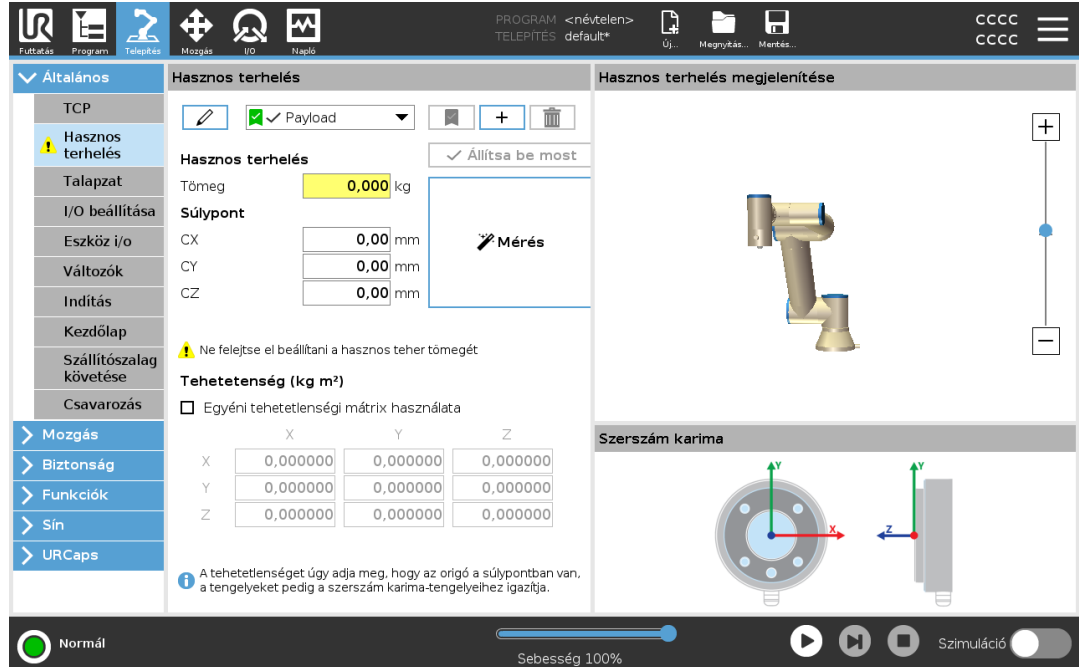 UR
Futtatás
Program
Telepítés
Mozgás
I/O
Napló
PROGRAM <névtelen>
TELEPÍTÉS default*
Új...
Megnyitás...
Mentés...
CCCC
CCCC
Általános
TCP
Hasznos
terhelés
Talapzat
I/O beállítása
Eszköz i/o
Változók
Indítás
Kezdőlap
Szállítószalag
követése
Csavarozás
Mozgás
Biztonság
Funkciók
Sín
URCaps
Hasznos terhelés
Payload
+
Hasznos terhelés
Állítsa be most
Tömeg 0,000 kg
Súlypont
CX 0,00 mm
CY 0,00 mm
CZ 0,00 mm
Mérés
Ne felejtse el beállítani a hasznos teher tömegét
Tehetetenség (kg m²)
Egyéni tehetetlenségi mátrix használata
X Y Z
X 0,000000 0,000000 0,000000
Y 0,000000 0,000000 0,000000
Z 0,000000 0,000000 0,000000
A tehetetlenséget úgy adja meg, hogy az origó a súlypontban van,
a tengelyeket pedig a szerszám karima-tengelyeihez igazítja.
Hasznos terhelés megjelenítése
Szerszám karima
Y
X
Y
Z
Normál
Sebesség 100%
Szimuláció